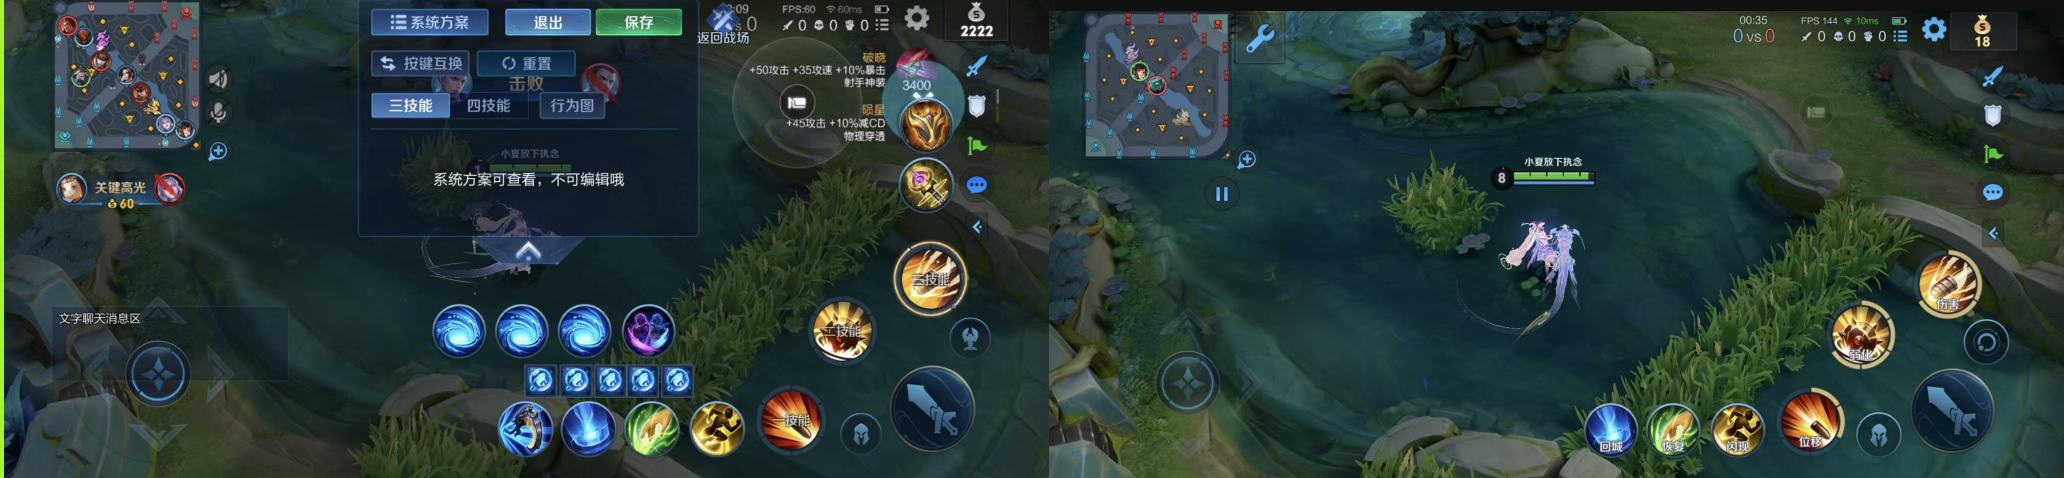 系统方案
退出
保存
返回战场
FPS:60
60ms
0
0 0 0
2222
按键互换
重置
击败
三技能
四技能
行为图
小夏放下执念
系统方案可查看，不可编辑哦
破晓
+50攻击 +35攻速 +10%暴击
射手神装
3400
陨星
+45攻击 +10%减CD
物理穿透
关键高光
60
文字聊天消息区
三技能
二技能
一技能
00:35
FPS 144
10ms
0 vs 0
0 0 0
18
小夏放下执念
8
伤害
弱化
位移
回城
恢复
闪现